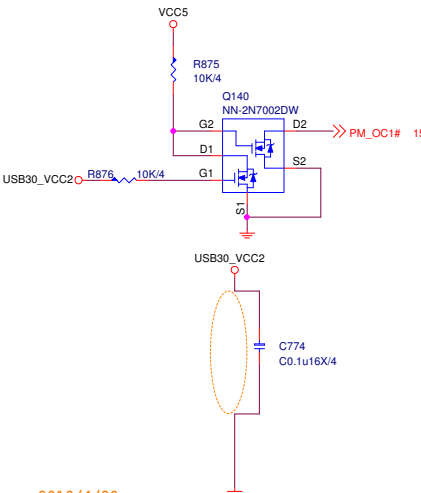 VCC5
R875
10K/4
Q140
NN-2N7002DW
G2
D2
PM_OC1#
D1
S2
R876
10K/4
G1
USB30_VCC2
S1
USB30_VCC2
C774
C0.1u16X/4